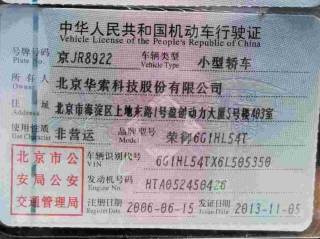 中华人民共和国机动车行驶证
Vehicle License of the People's Republic of China
号牌号码 京JR8922 车辆类型 小型轿车
Plate No. Vehicle Type
所有人 北京华索科技股份有限公司
Owner
住址 北京市海淀区上地东路1号盈创动力大厦5号楼403室
Address
使用性质 非营运 品牌型号 荣御6G1HL54T
Use Character Model
北京市公安局公安交通管理局
车辆识别代号 6G1HL54TX6L505350
VIN
发动机号码 HTA052450426
Engine No.
注册日期 2006-06-15 发证日期 2013-11-05
Register Date Issue Date